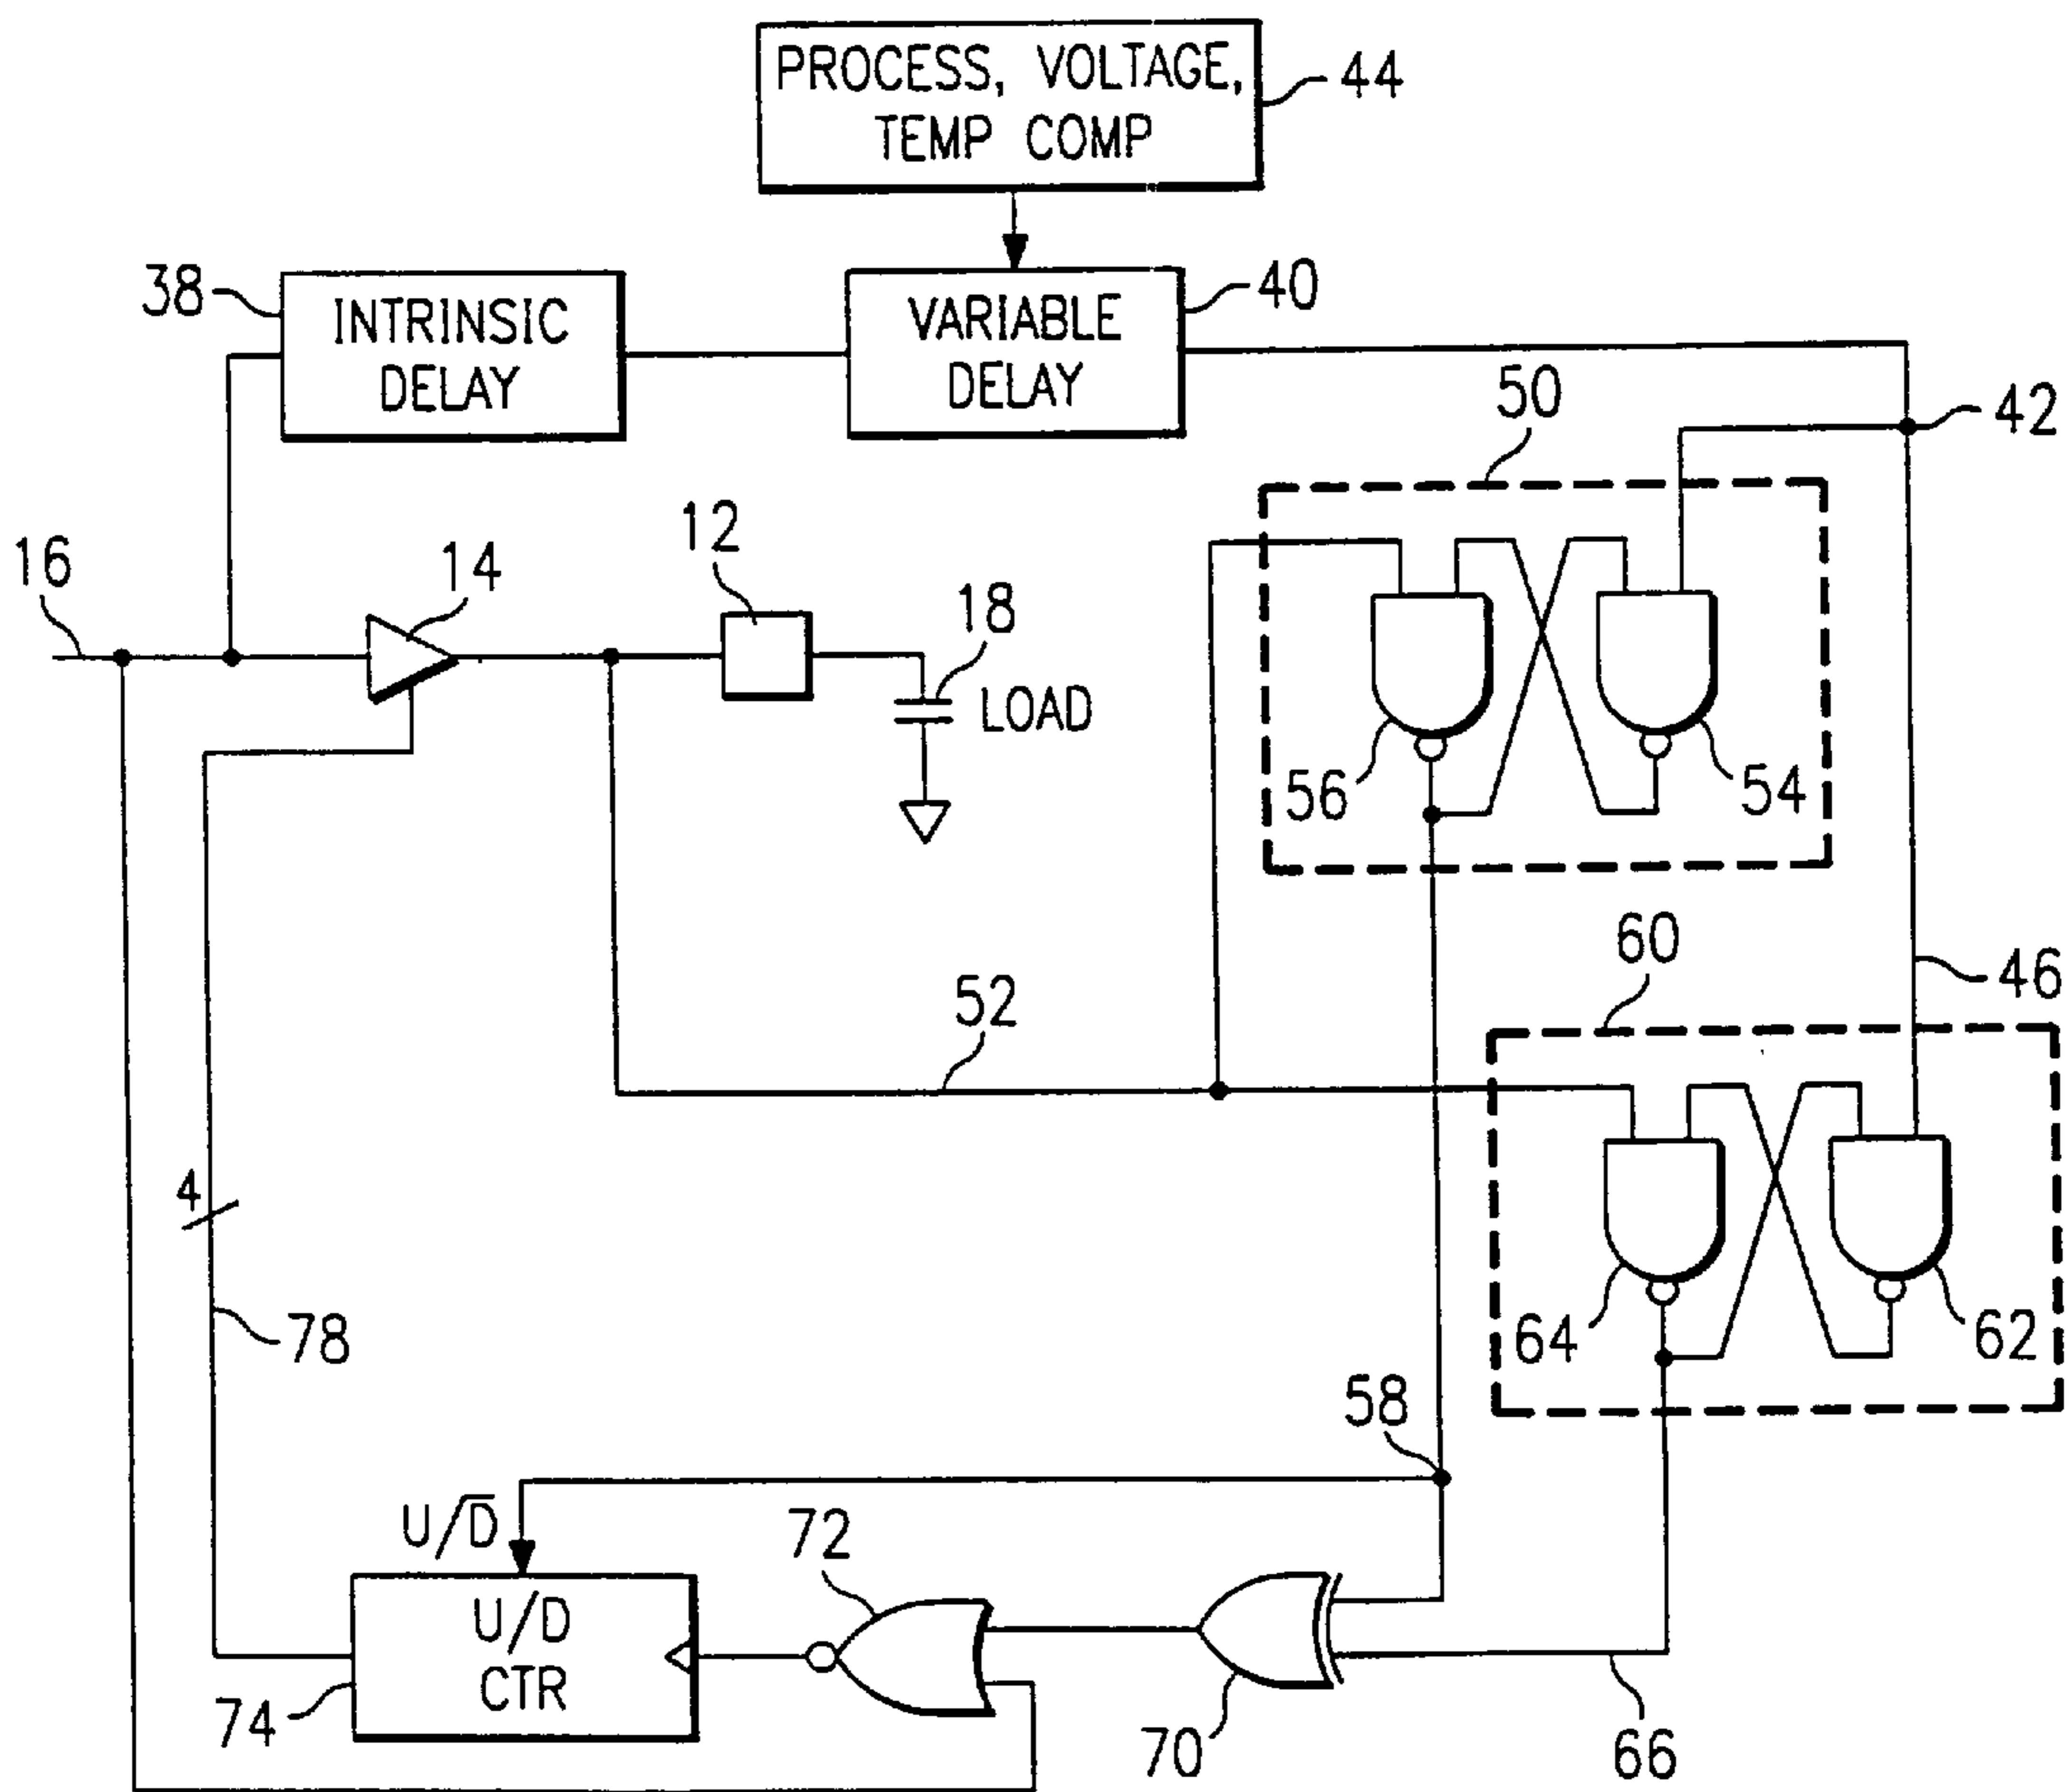 PROCESS, VOLTAGE,
TEMP COMP
44
38
INTRINSIC
DELAY
VARIABLE
DELAY
40
50
42
16
14
12
18
LOAD
56
54
60
46
52
4
78
64
62
58
U/D̅
72
U/D
CTR
74
70
66